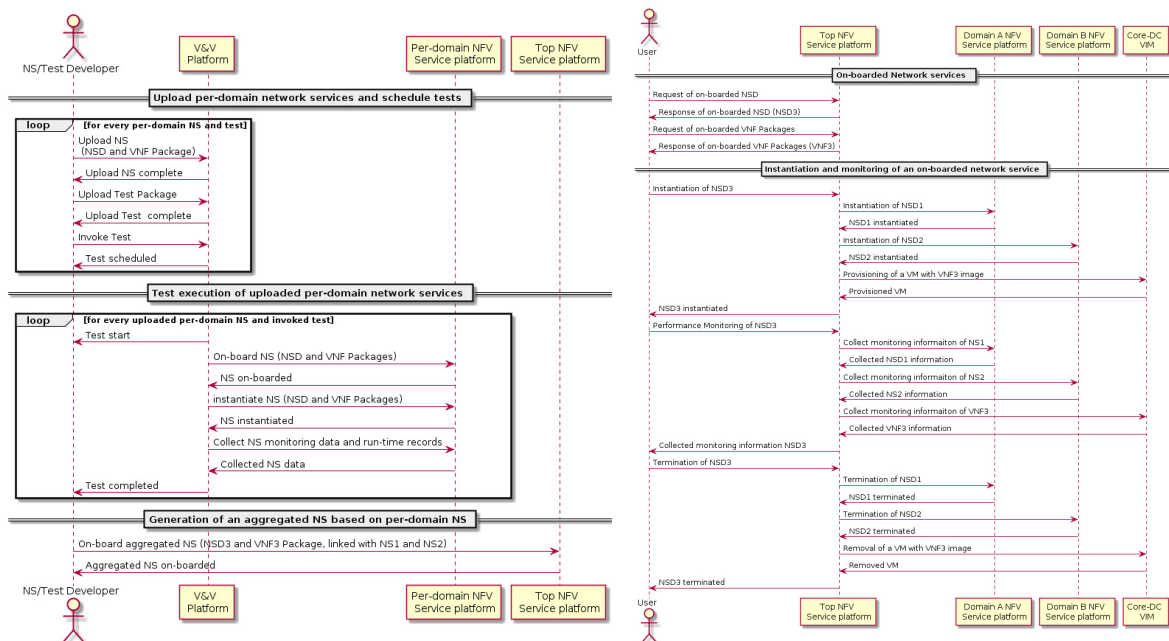 NS/Test Developer
V&V
Platform
Per-domain NFV
Service platform
Top NFV
Service platform
Upload per-domain network services and schedule tests
loop [for every per-domain NS and test]
Upload NS
(NSD and VNF Package)
Upload NS complete
Upload Test Package
Upload Test complete
Invoke Test
Test scheduled
Test execution of uploaded per-domain network services
loop [for every uploaded per-domain NS and invoked test]
Test start
On-board NS (NSD and VNF Packages)
NS on-boarded
instantiate NS (NSD and VNF Packages)
NS instantiated
Collect NS monitoring data and run-time records
Collected NS data
Test completed
Generation of an aggregated NS based on per-domain NS
On-board aggregated NS (NSD3 and VNF3 Package, linked with NS1 and NS2)
Aggregated NS on-boarded
NS/Test Developer
V&V
Platform
Per-domain NFV
Service platform
Top NFV
Service platform
User
Top NFV
Service platform
Domain A NFV
Service platform
Domain B NFV
Service platform
Core-DC
VIM
On-boarded Network services
Request of on-boarded NSD
Response of on-boarded NSD (NSD3)
Request of on-boarded VNF Packages
Response of on-boarded VNF Packages (VNF3)
Instantiation and monitoring of an on-boarded network service
Instantiation of NSD3
Instantiation of NSD1
NSD1 instantiated
Instantiation of NSD2
NSD2 instantiated
Provisioning of a VM with VNF3 image
Provisioned VM
NSD3 instantiated
Performance Monitoring of NSD3
Collect monitoring informaiton of NS1
Collected NSD1 information
Collect monitoring informaiton of NS2
Collected NS2 information
Collect monitoring informaiton of VNF3
Collected VNF3 information
Collected monitoring information NSD3
Termination of NSD3
Termination of NSD1
NSD1 terminated
Termination of NSD2
NSD2 terminated
Removal of a VM with VNF3 image
Removed VM
NSD3 terminated
User
Top NFV
Service platform
Domain A NFV
Service platform
Domain B NFV
Service platform
Core-DC
VIM